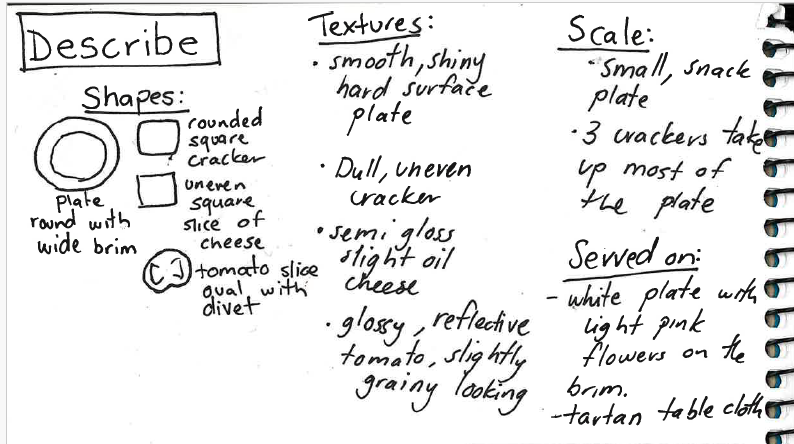 Describe
Shapes:
rounded
square
cracker
plate
round with
wide brim
uneven
square
slice of
cheese
tomato slice
oval with
divet
Textures:
• smooth, shiny
hard surface
plate
• Dull, uneven
cracker
• semi gloss
slight oil
cheese
• glossy, reflective
tomato, slightly
grainy looking
Scale:
• Small, snack
plate
• 3 crackers take
up most of
the plate
Served on:
- white plate with
light pink
flowers on the
brim.
- tartan table cloth